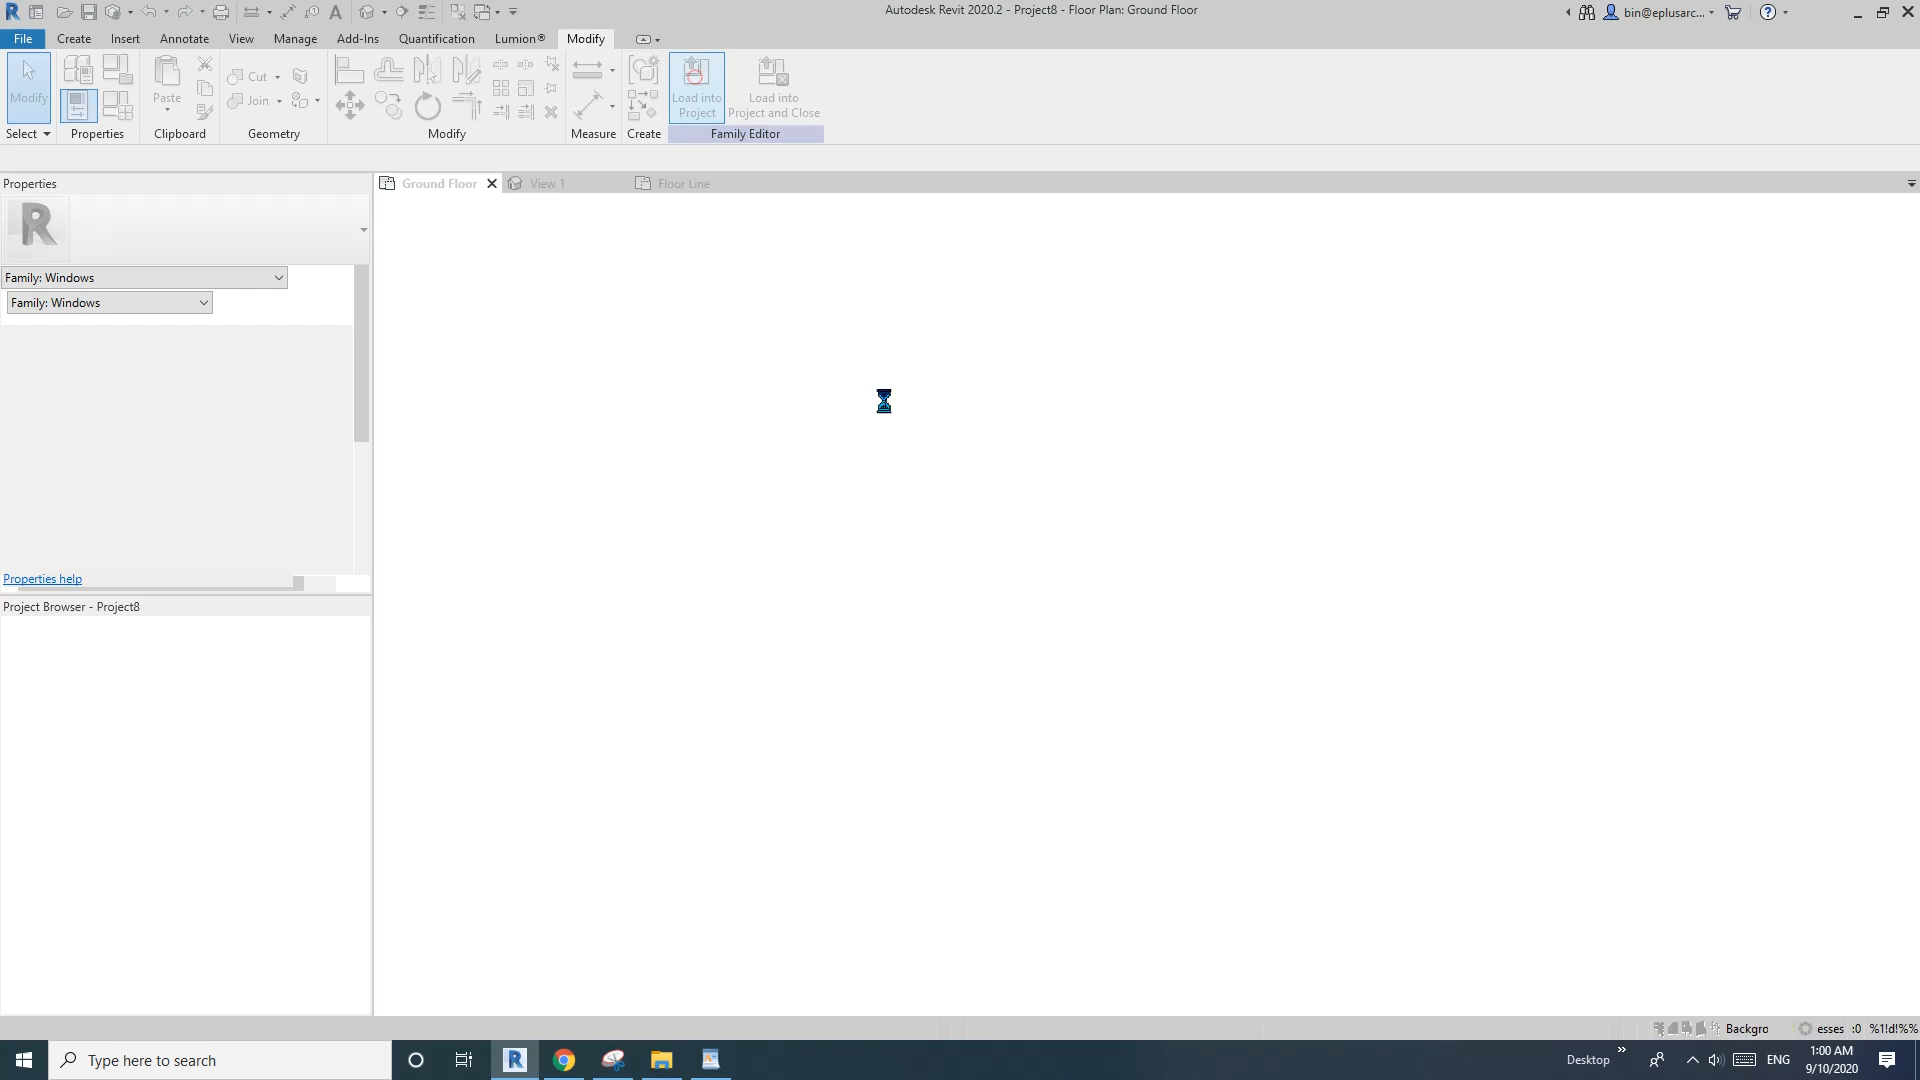 Autodesk Revit 2020.2 - Project8 - Floor Plan: Ground Floor
bin@eplusarc...
File Create Insert Annotate View Manage Add-Ins Quantification Lumion® Modify
Modify
Paste
Cut
Join
Load into Project
Load into Project and Close
Select Properties Clipboard Geometry Modify Measure Create Family Editor
Properties
Ground Floor View 1 Floor Line
R
Family: Windows
Family: Windows
Properties help
Project Browser - Project8
Backgro esses :0 %1!d!%%
Type here to search
Desktop
ENG
1:00 AM
9/10/2020